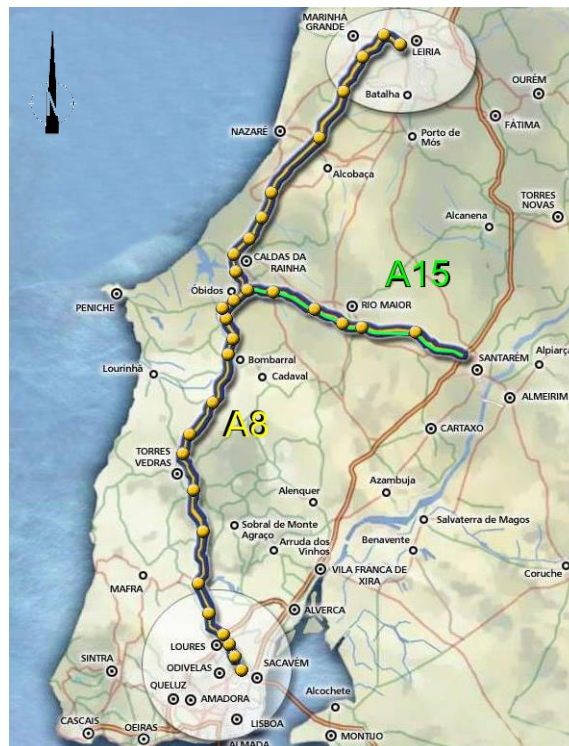 MARINHA
GRANDE
LEIRIA
Batalha
OURÉM
FÁTIMA
NAZARÉ
Porto de
Mós
Alcobaça
TORRES
NOVAS
Alcanena
CALDAS DA
RAINHA
A15
Óbidos
PENICHE
RIO MAIOR
Bombarral
Lourinhã
Cadaval
SANTARÉM
Alpiarç
ALMEIRIM
A8
CARTAXO
TORRES
VEDRAS
Azambuja
Alenquer
Sobral de Monte
Agraço
Salvaterra de Magos
Arruda dos
Vinhos
Benavente
VILA FRANCA DE
XIRA
Coruche
MAFRA
ALVERCA
LOURES
SINTRA
ODIVELAS
SACAVÉM
QUELUZ
AMADORA
Alcochete
LISBOA
CASCAIS
OEIRAS
ALMADA
MONTIJO
N